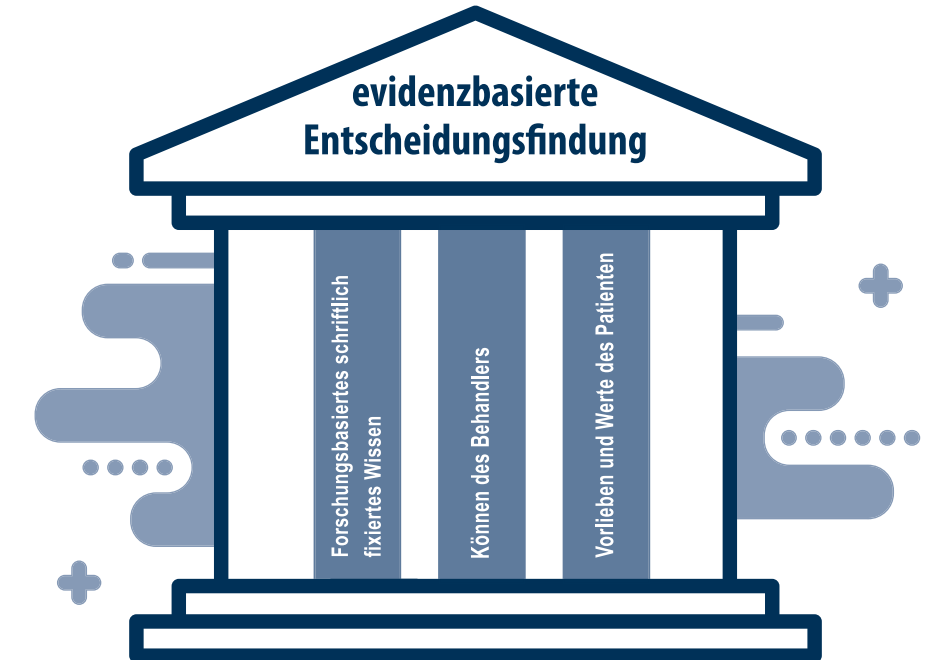 evidenzbasierte
Entscheidungsfindung
Forschungsbasiertes schriftlich
fixiertes Wissen
Können des Behandlers
Vorlieben und Werte des Patienten